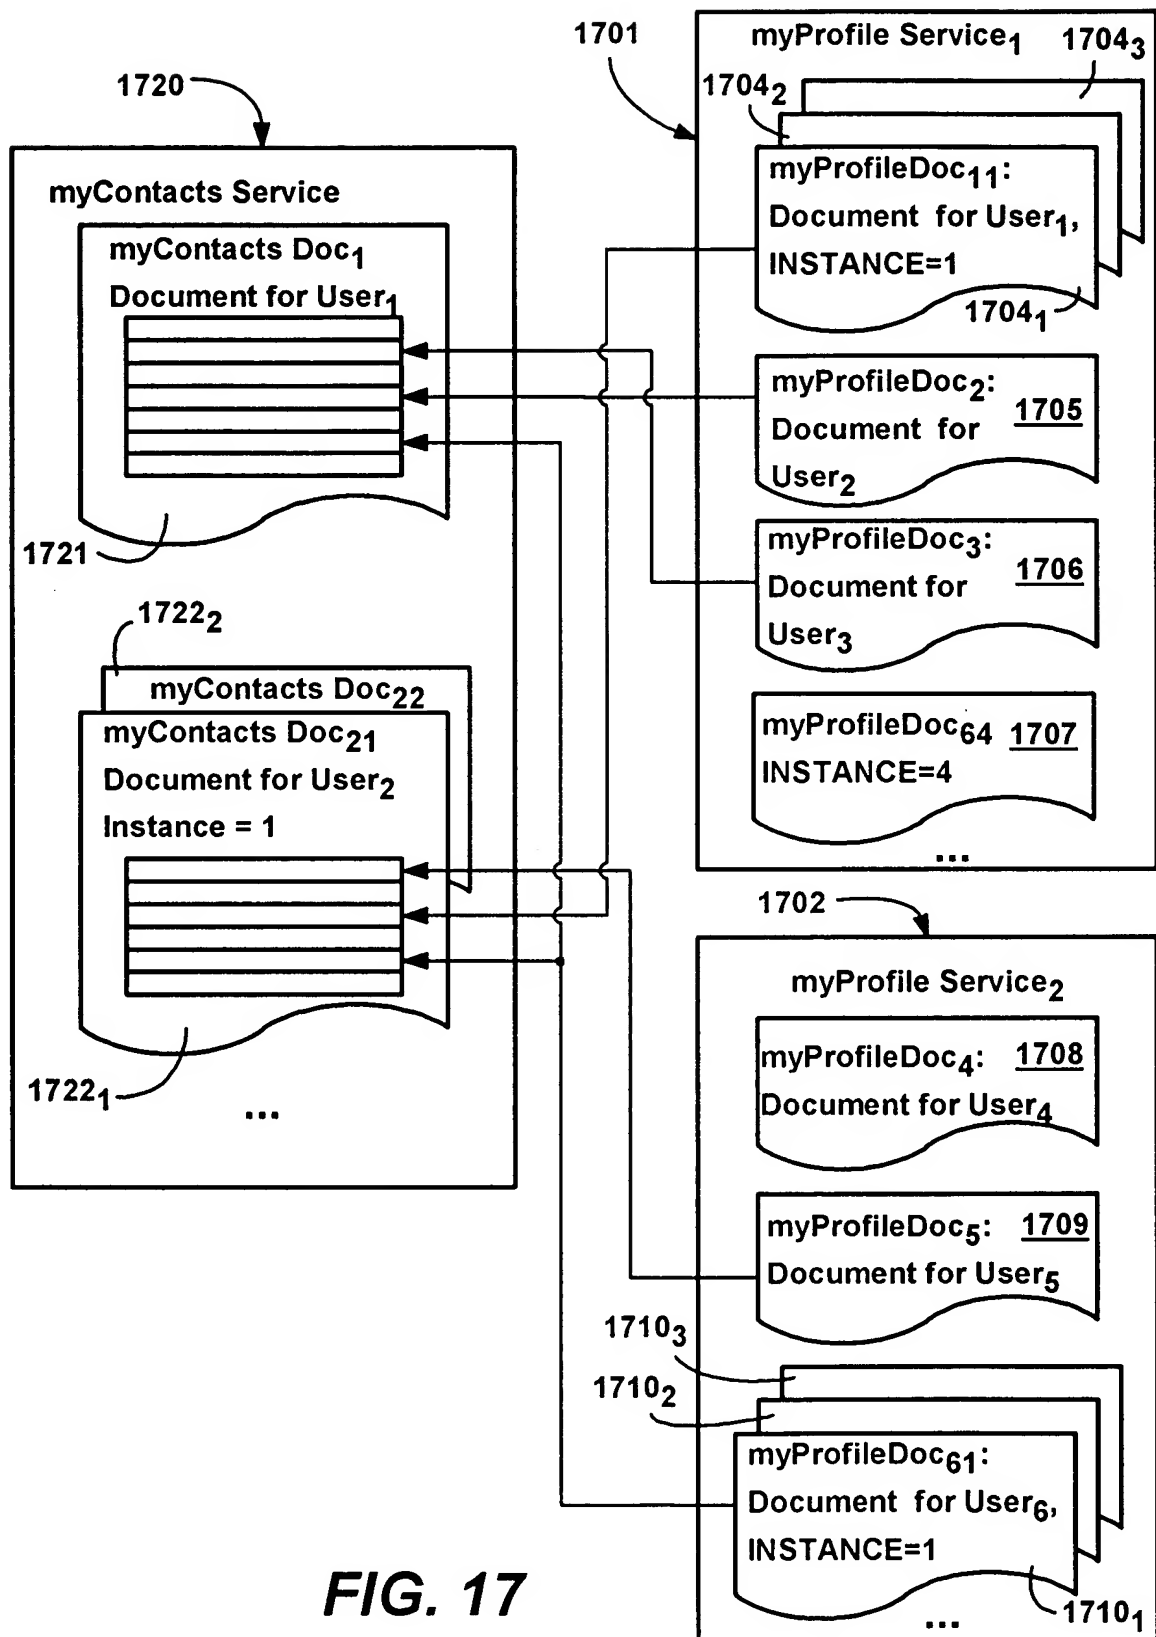 1720
myContacts Service
myContacts Doc₁
Document for User₁
1721
1722₂
myContacts Doc₂₂
myContacts Doc₂₁
Document for User₂
Instance = 1
1722₁
...
1701
myProfile Service₁
1704₃
1704₂
myProfileDoc₁₁:
Document for User₁,
INSTANCE=1
1704₁
myProfileDoc₂:
1705
Document for
User₂
myProfileDoc₃:
1706
Document for
User₃
myProfileDoc₆₄
1707
INSTANCE=4
...
1702
myProfile Service₂
myProfileDoc₄:
1708
Document for User₄
myProfileDoc₅:
1709
Document for User₅
1710₃
1710₂
myProfileDoc₆₁:
Document for User₆,
INSTANCE=1
1710₁
...
FIG. 17